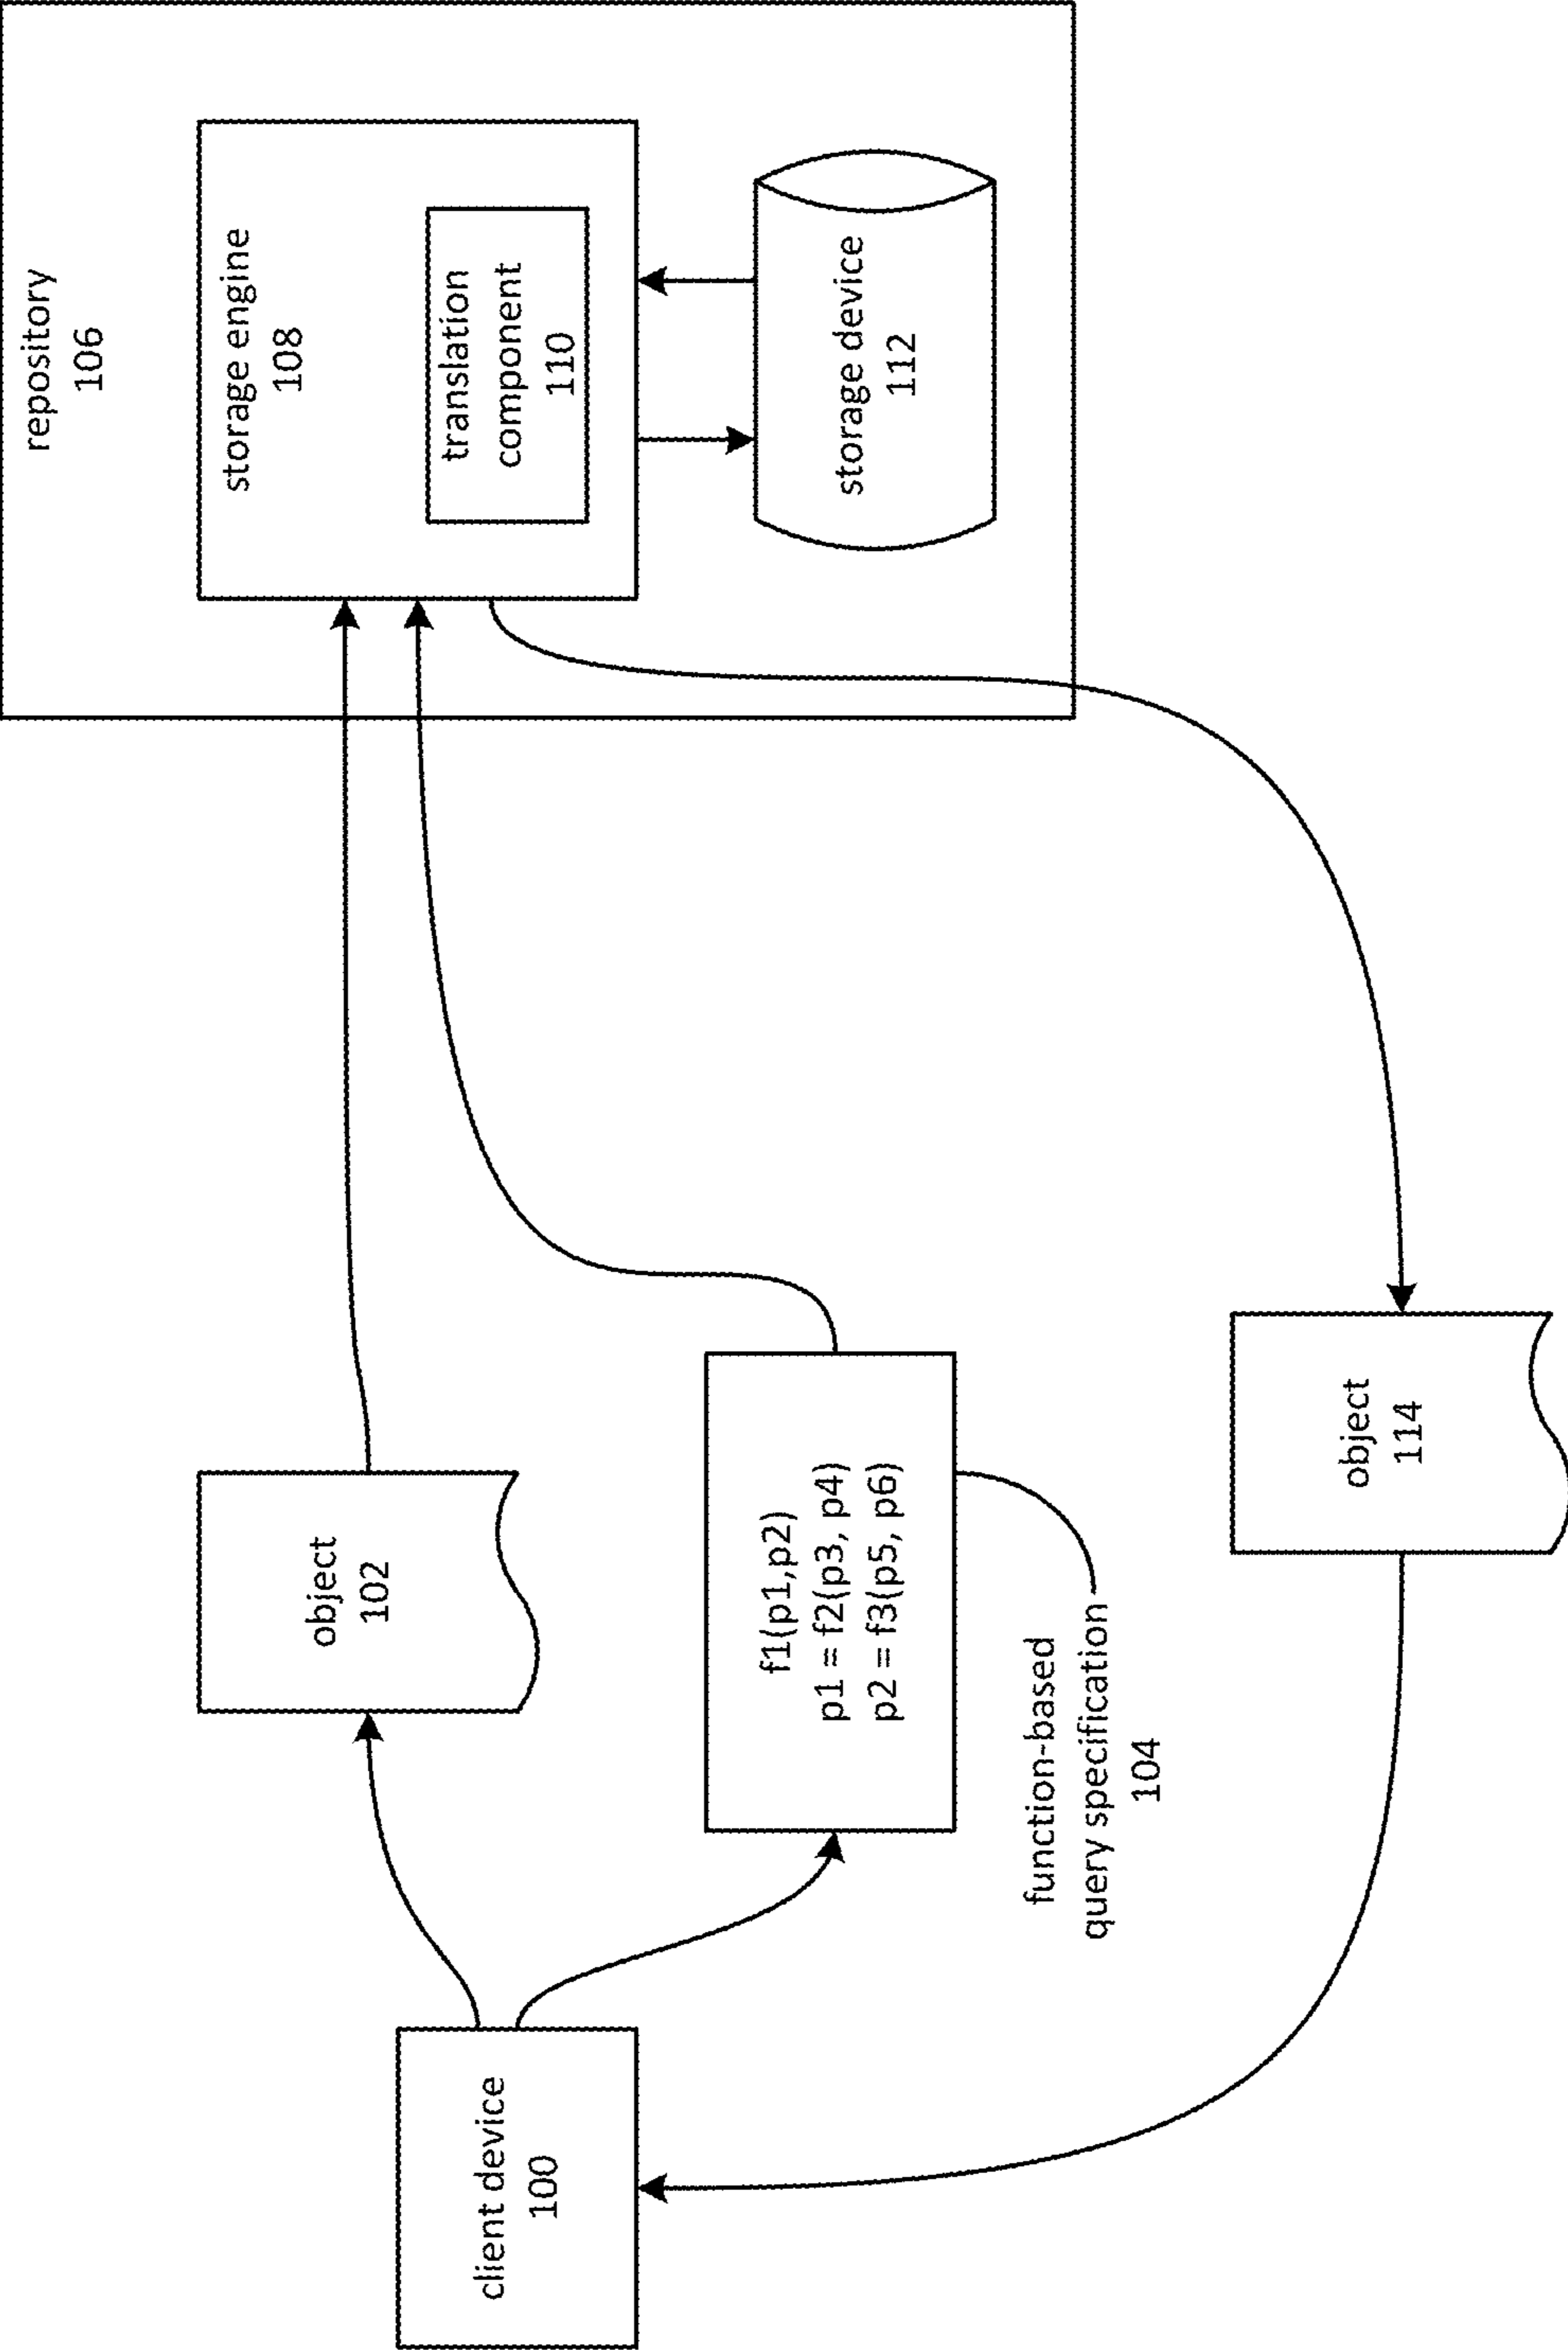 repository
106
storage engine
108
translation
component
110
storage device
112
object
102
client device
100
f1(p1,p2)
p1 = f2(p3, p4)
p2 = f3(p5, p6)
function-based
query specification
104
object
114